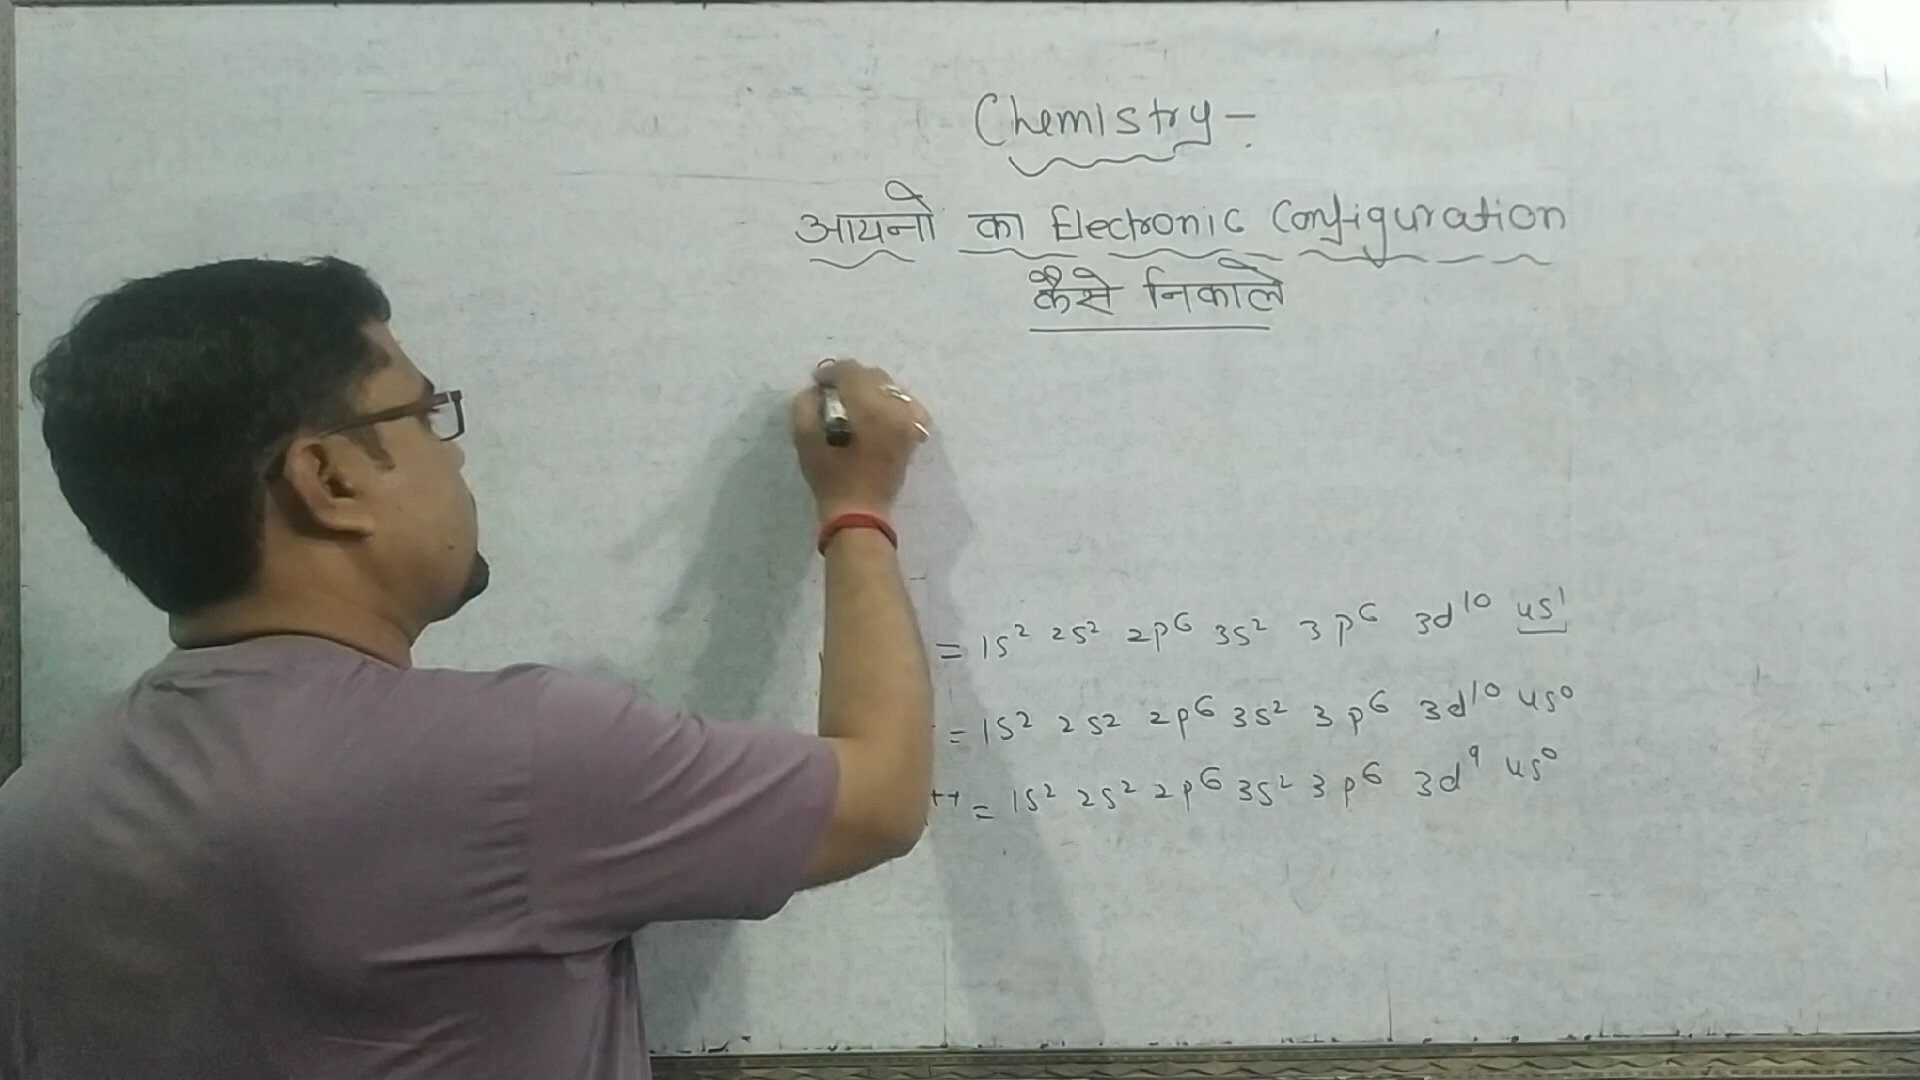 Chemistry -
आयनो का Electronic Configuration
कैसे निकाले
= 1s² 2s² 2p⁶ 3s² 3p⁶ 3d¹⁰ 4s¹
= 1s² 2s² 2p⁶ 3s² 3p⁶ 3d¹⁰ 4s⁰
++ = 1s² 2s² 2p⁶ 3s² 3p⁶ 3d⁹ 4s⁰